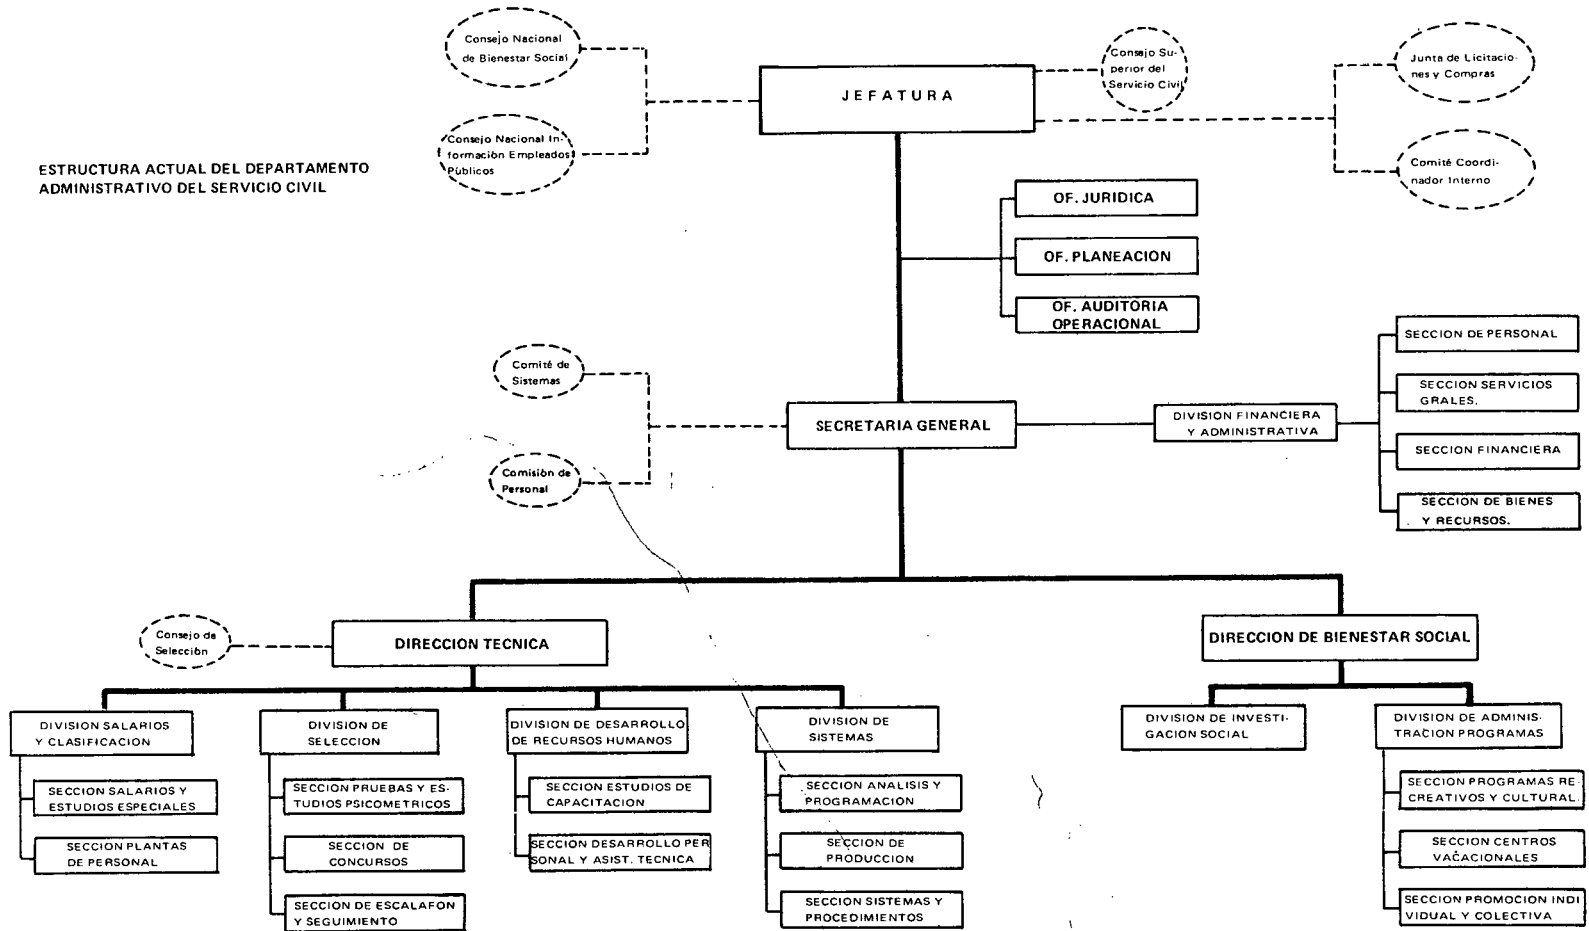 Consejo Nacional
de Bienestar Social
Consejo Su-
perior del
Servicio Civil
Junta de Licitacio-
nes y Compras
JEFATURA
Consejo Nacional In-
formación Empleados
Públicos
Comité Coordi-
nador Interno
ESTRUCTURA ACTUAL DEL DEPARTAMENTO
ADMINISTRATIVO DEL SERVICIO CIVIL
OF. JURIDICA
OF. PLANEACION
OF. AUDITORIA
OPERACIONAL
Comité de
Sistemas
Comisión de
Personal
SECRETARIA GENERAL
DIVISION FINANCIERA
Y ADMINISTRATIVA
SECCION DE PERSONAL
SECCION SERVICIOS
GRALES.
SECCION FINANCIERA
SECCION DE BIENES
Y RECURSOS.
Consejo de
Selección
DIRECCION TECNICA
DIRECCION DE BIENESTAR SOCIAL
DIVISION SALARIOS
Y CLASIFICACION
SECCION SALARIOS Y
ESTUDIOS ESPECIALES
SECCION PLANTAS
DE PERSONAL
DIVISION DE
SELECCION
SECCION PRUEBAS Y ES-
TUDIOS PSICOMETRICOS
SECCION DE
CONCURSOS
SECCION DE ESCALAFON
Y SEGUIMIENTO
DIVISION DE DESARROLLO
DE RECURSOS HUMANOS
SECCION ESTUDIOS DE
CAPACITACION
SECCION DESARROLLO PER
SONAL Y ASIST. TECNICA
DIVISION DE
SISTEMAS
SECCION ANALISIS Y
PROGRAMACION
SECCION DE
PRODUCCION
SECCION SISTEMAS Y
PROCEDIMIENTOS
DIVISION DE INVESTI-
GACION SOCIAL
DIVISION DE ADMINIS-
TRACION PROGRAMAS
SECCION PROGRAMAS RE-
CREATIVOS Y CULTURAL.
SECCION CENTROS
VACACIONALES
SECCION PROMOCION INDI
VIDUAL Y COLECTIVA